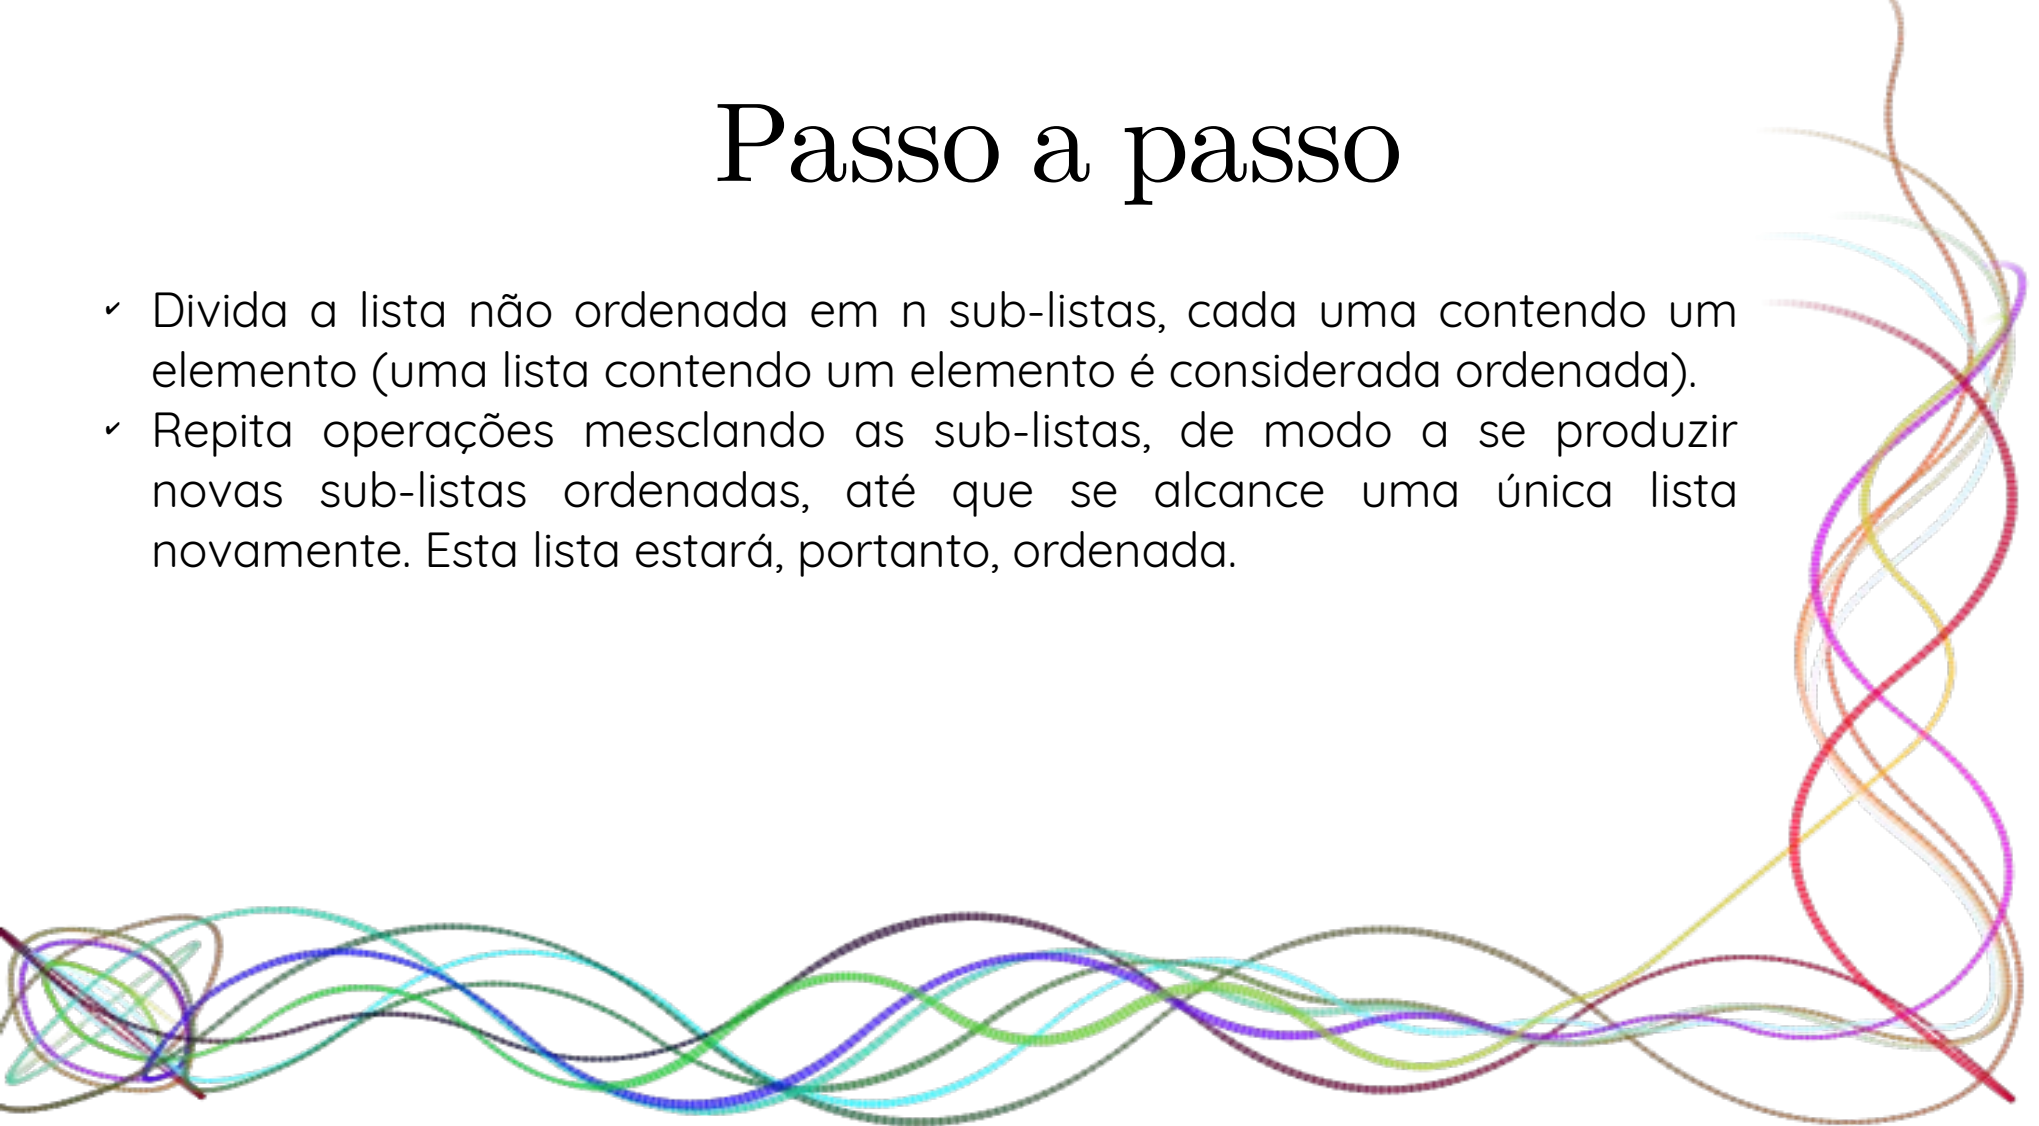 Passo a passo
✓ Divida a lista não ordenada em n sub-listas, cada uma contendo um
elemento (uma lista contendo um elemento é considerada ordenada).
✓ Repita operações mesclando as sub-listas, de modo a se produzir
novas sub-listas ordenadas, até que se alcance uma única lista
novamente. Esta lista estará, portanto, ordenada.